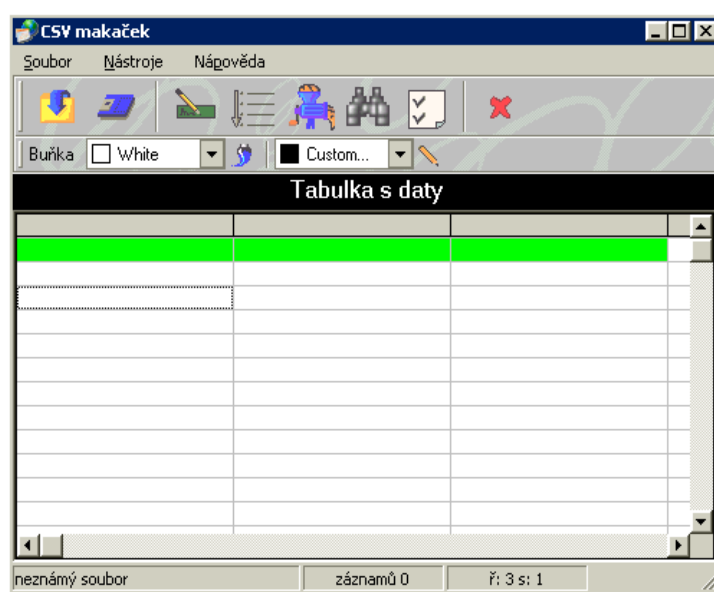 CSV makaček
Soubor Nástroje Nápověda
Buňka White Custom...
Tabulka s daty
neznámý soubor záznamů 0 ř: 3 s: 1